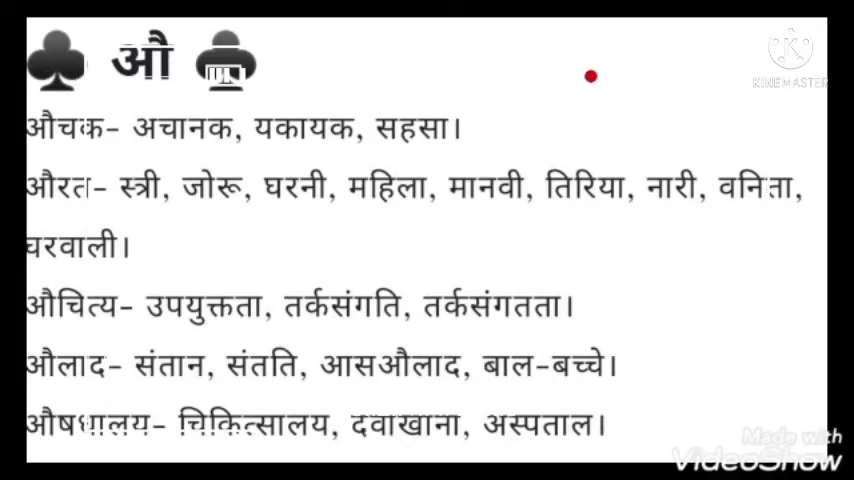 ♣ औ ♣
KINEMASTER
औचक– अचानक, यकायक, सहसा।
औरत– स्त्री, जोरू, घरनी, महिला, मानवी, तिरिया, नारी, वनिता,
घरवाली।
औचित्य– उपयुक्तता, तर्कसंगति, तर्कसंगतता।
औलाद– संतान, संतति, आसऔलाद, बाल–बच्चे।
औषधालय– चिकित्सालय, दवाखाना, अस्पताल।
Made with
VideoShow